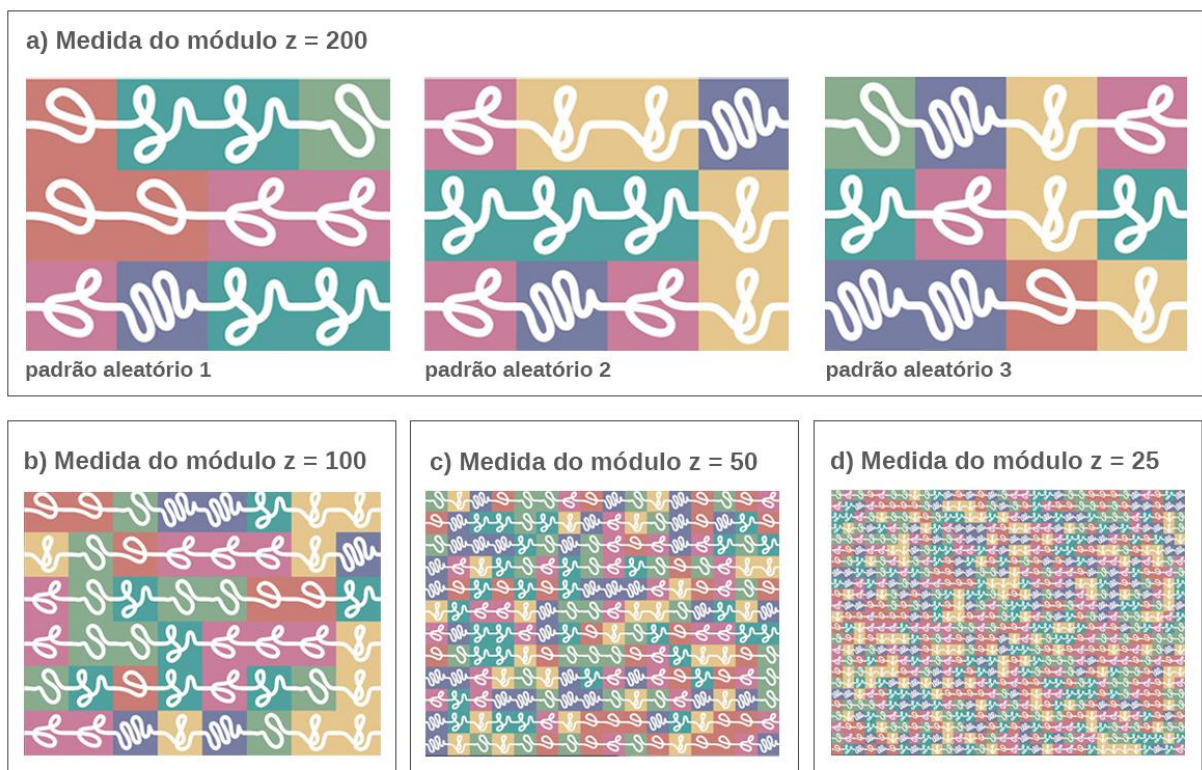 a) Medida do módulo z = 200
padrão aleatório 1
padrão aleatório 2
padrão aleatório 3
b) Medida do módulo z = 100
c) Medida do módulo z = 50
d) Medida do módulo z = 25